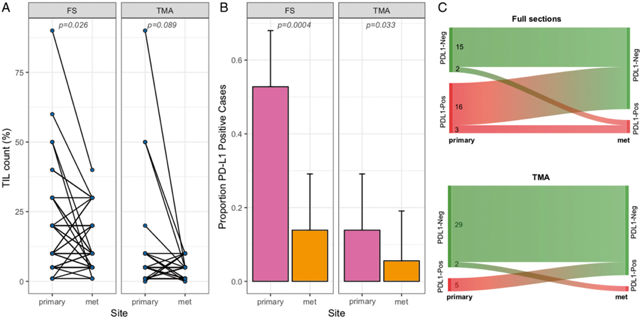 A
FS
TMA
p=0.026
p=0.089
TIL count (%)
75
50
25
0
primary
met
primary
met
Site
B
FS
TMA
p=0.0004
p=0.033
Proportion PD-L1 Positive Cases
0.6
0.4
0.2
0.0
primary
met
primary
met
Site
C
Full sections
PDL1-Neg
15
2
PDL1-Pos
16
3
PDL1-Neg
PDL1-Pos
primary
met
TMA
PDL1-Neg
29
2
PDL1-Pos
5
PDL1-Neg
PDL1-Pos
primary
met